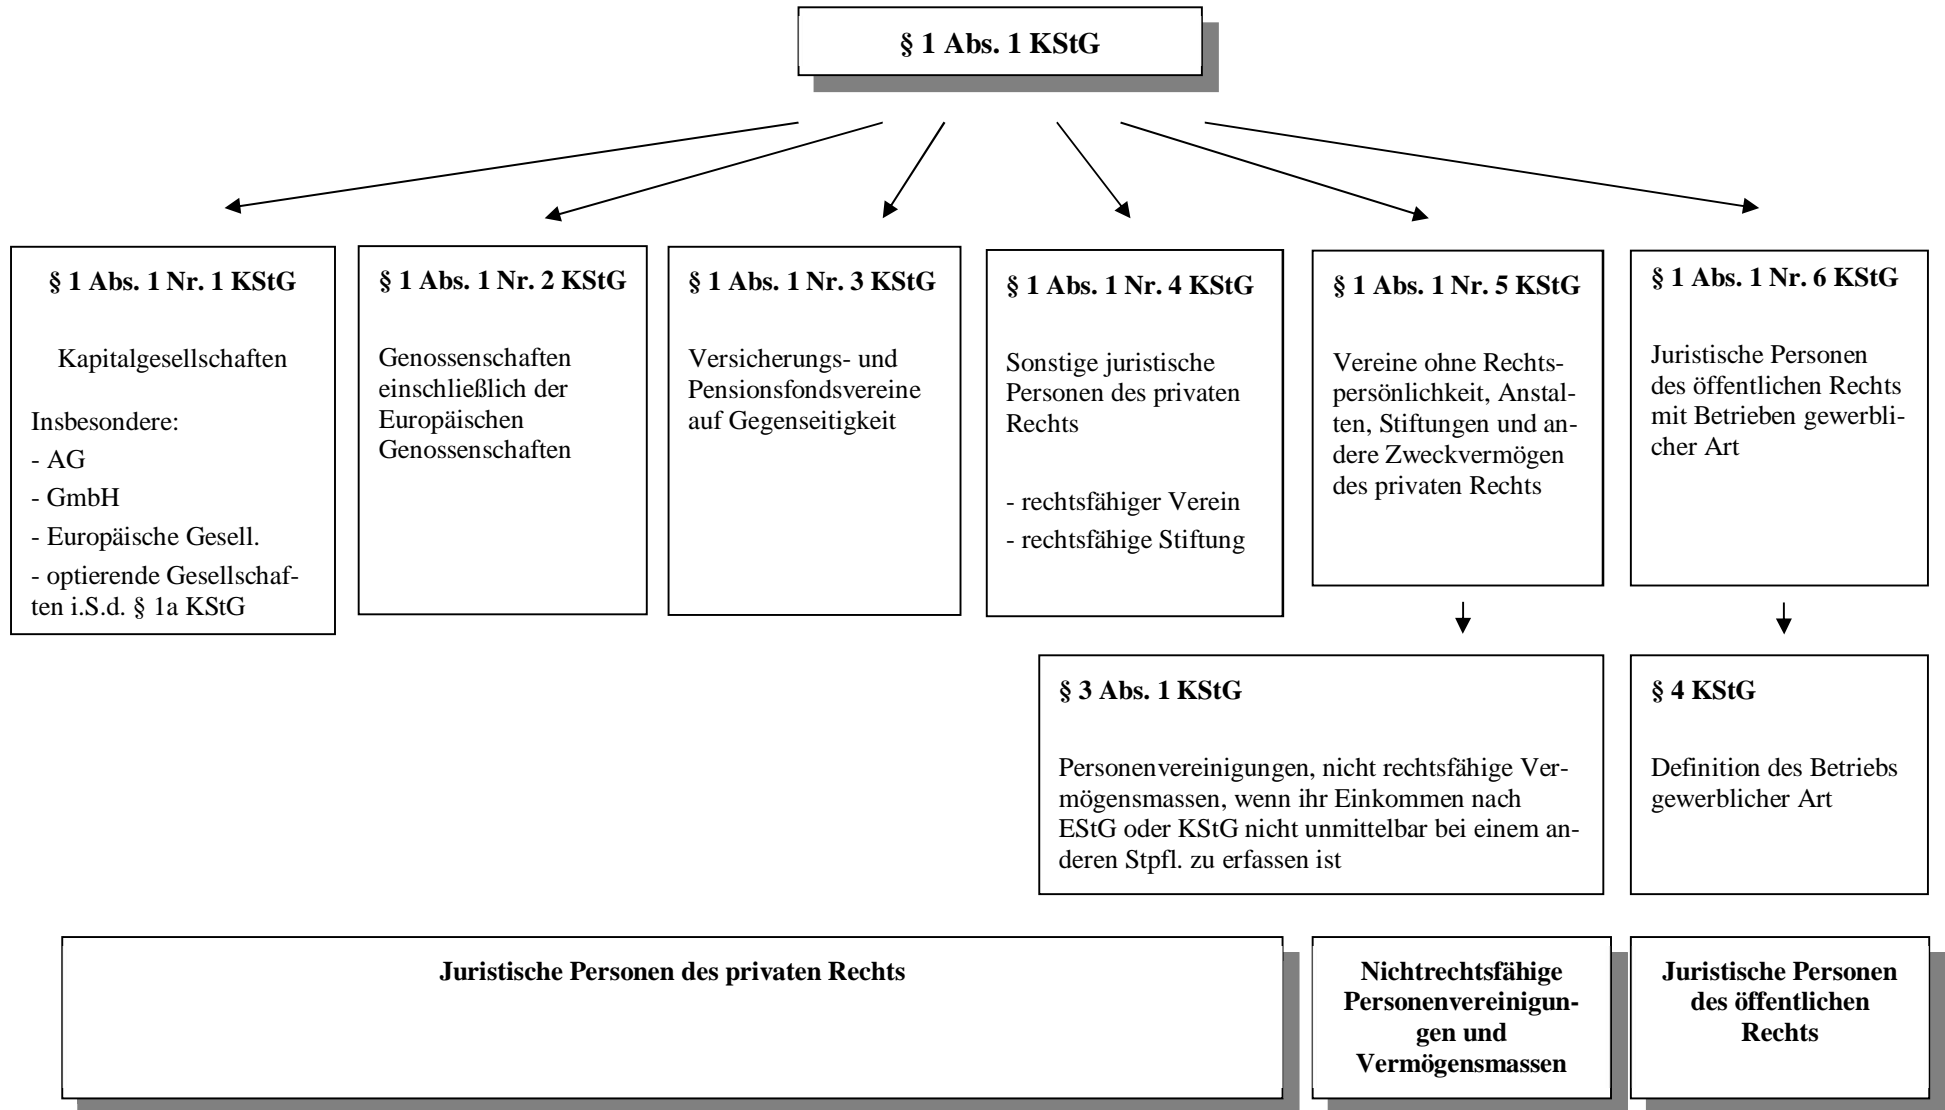 § 1 Abs. 1 KStG
§ 1 Abs. 1 Nr. 1 KStG
Kapitalgesellschaften
Insbesondere:
- AG
- GmbH
- Europäische Gesell.
- optierende Gesellschaf-
ten i.S.d. § 1a KStG
§ 1 Abs. 1 Nr. 2 KStG
Genossenschaften
einschließlich der
Europäischen
Genossenschaften
§ 1 Abs. 1 Nr. 3 KStG
Versicherungs- und
Pensionsfondsvereine
auf Gegenseitigkeit
§ 1 Abs. 1 Nr. 4 KStG
Sonstige juristische
Personen des privaten
Rechts
- rechtsfähiger Verein
- rechtsfähige Stiftung
§ 1 Abs. 1 Nr. 5 KStG
Vereine ohne Rechts-
persönlichkeit, Anstal-
ten, Stiftungen und an-
dere Zweckvermögen
des privaten Rechts
§ 1 Abs. 1 Nr. 6 KStG
Juristische Personen
des öffentlichen Rechts
mit Betrieben gewerbli-
cher Art
§ 3 Abs. 1 KStG
Personenvereinigungen, nicht rechtsfähige Ver-
mögensmassen, wenn ihr Einkommen nach
EStG oder KStG nicht unmittelbar bei einem an-
deren Stpfl. zu erfassen ist
§ 4 KStG
Definition des Betriebs
gewerblicher Art
Juristische Personen des privaten Rechts
Nichtrechtsfähige
Personenvereinigun-
gen und
Vermögensmassen
Juristische Personen
des öffentlichen
Rechts